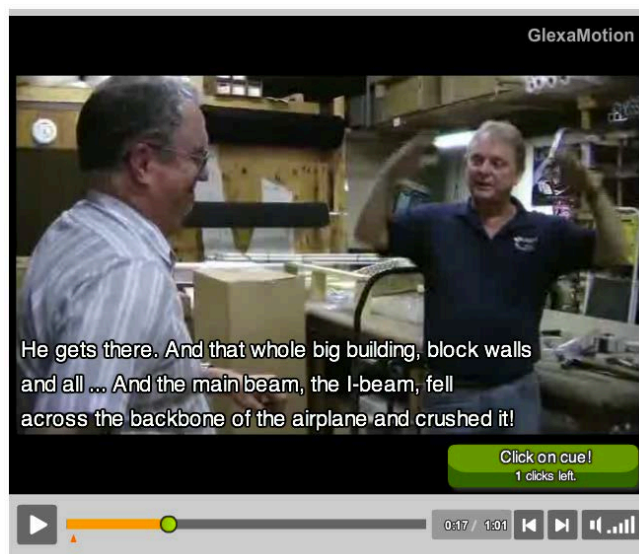 GlexaMotion
He gets there. And that whole big building, block walls
and all ... And the main beam, the I-beam, fell
across the backbone of the airplane and crushed it!
Click on cue!
1 clicks left.
0:17 / 1:01